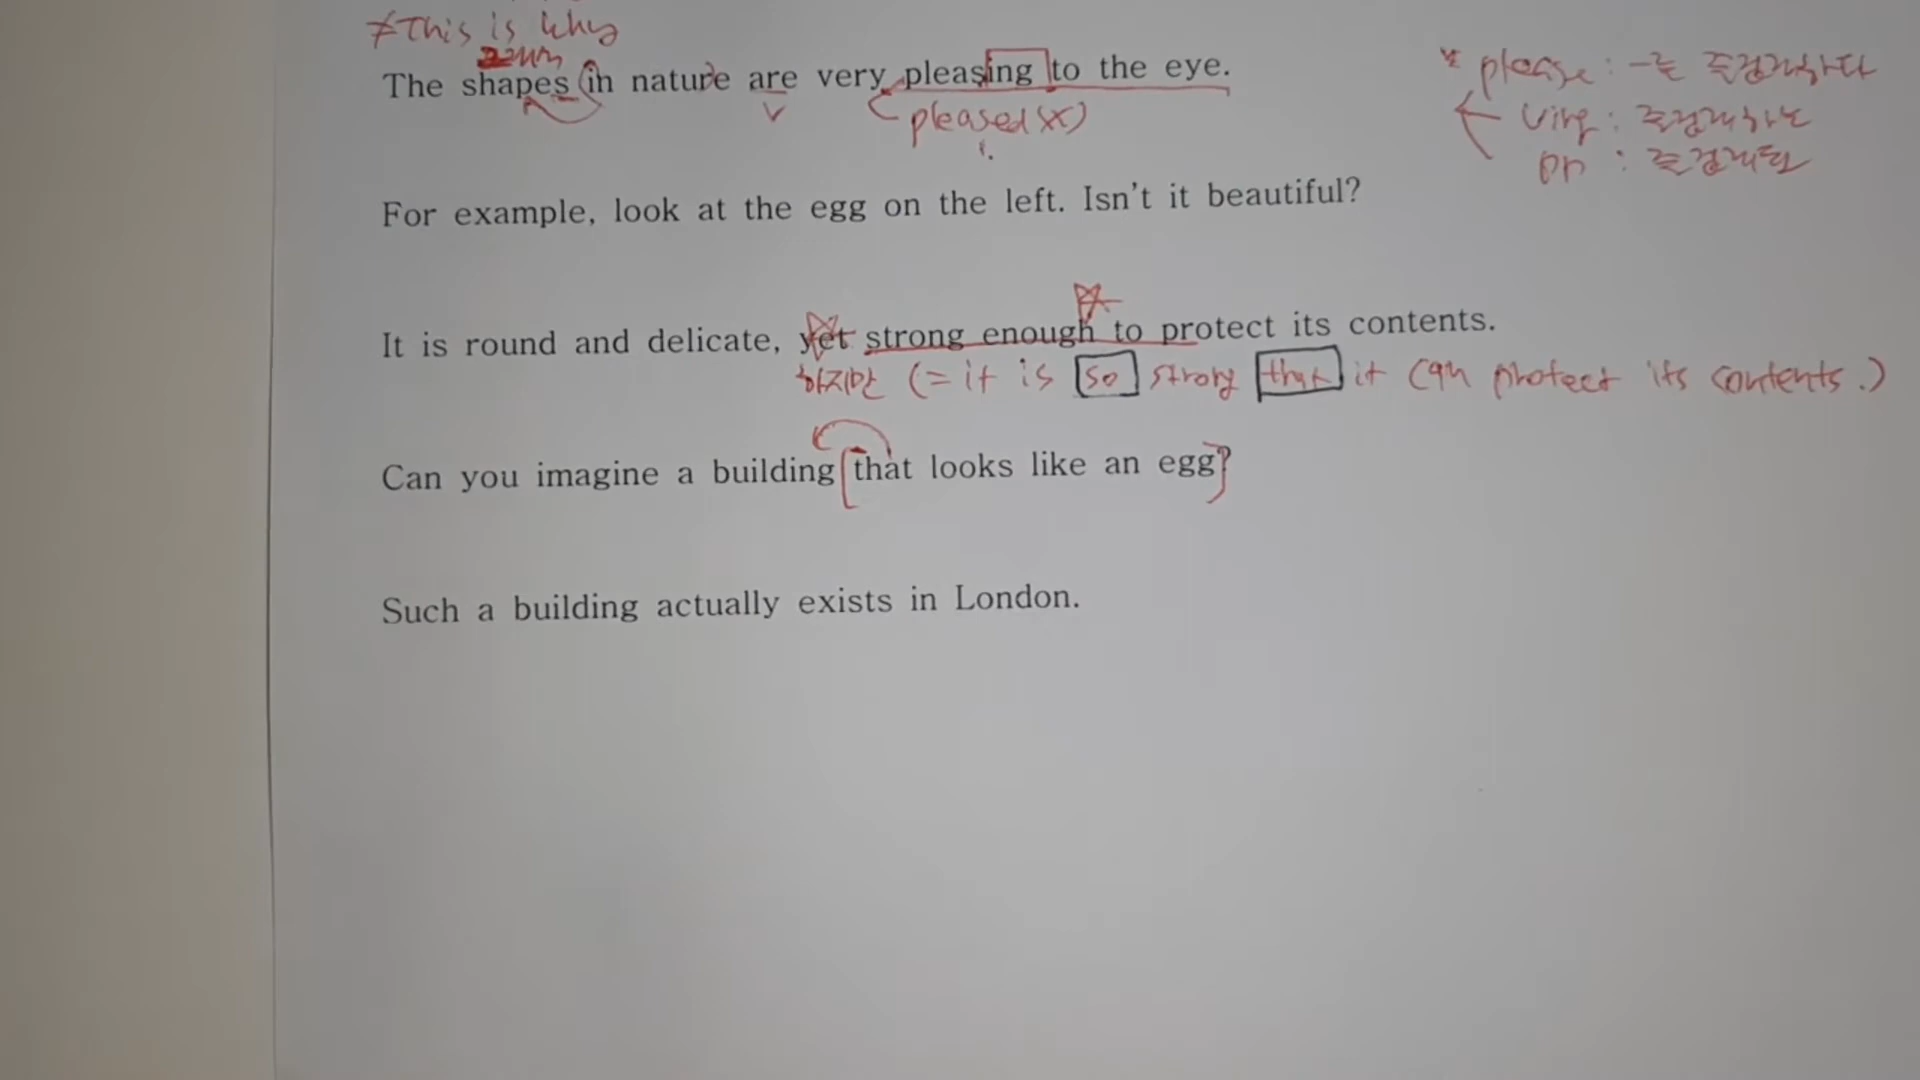 ≠This is why
The shapes in nature are very pleasing to the eye.
pleased(x)
* please : -를 즐겁게하다
Ving : 즐겁게하는
pp : 즐겁게된
For example, look at the egg on the left. Isn't it beautiful?
It is round and delicate, yet strong enough to protect its contents.
하지만 (= it is so strong that it can protect its contents.)
Can you imagine a building that looks like an egg?
Such a building actually exists in London.